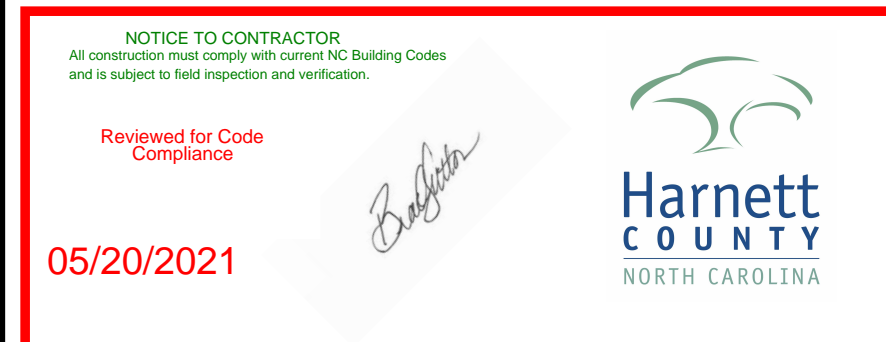 NOTICE TO CONTRACTOR
All construction must comply with current NC Building Codes
and is subject to field inspection and verification.
Reviewed for Code
Compliance
05/20/2021
Harnett
COUNTY
NORTH CAROLINA